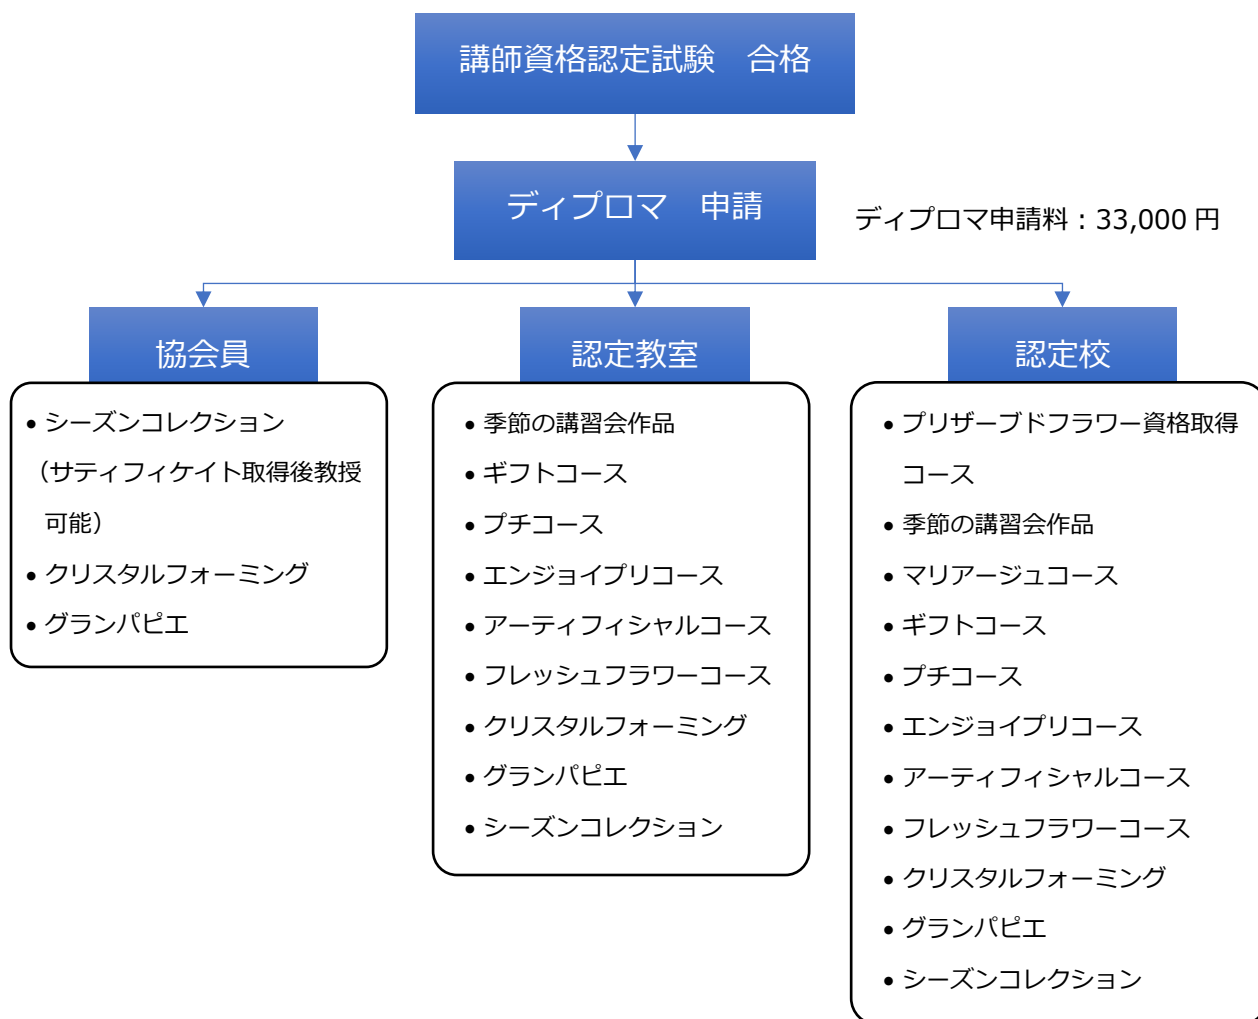 講師資格認定試験　合格
ディプロマ　申請
ディプロマ申請料：33,000 円
協会員
• シーズンコレクション
（サティフィケイト取得後教授
可能）
• クリスタルフォーミング
• グランパピエ
認定教室
• 季節の講習会作品
• ギフトコース
• プチコース
• エンジョイプリコース
• アーティフィシャルコース
• フレッシュフラワーコース
• クリスタルフォーミング
• グランパピエ
• シーズンコレクション
認定校
• プリザーブドフラワー資格取得
コース
• 季節の講習会作品
• マリアージュコース
• ギフトコース
• プチコース
• エンジョイプリコース
• アーティフィシャルコース
• フレッシュフラワーコース
• クリスタルフォーミング
• グランパピエ
• シーズンコレクション